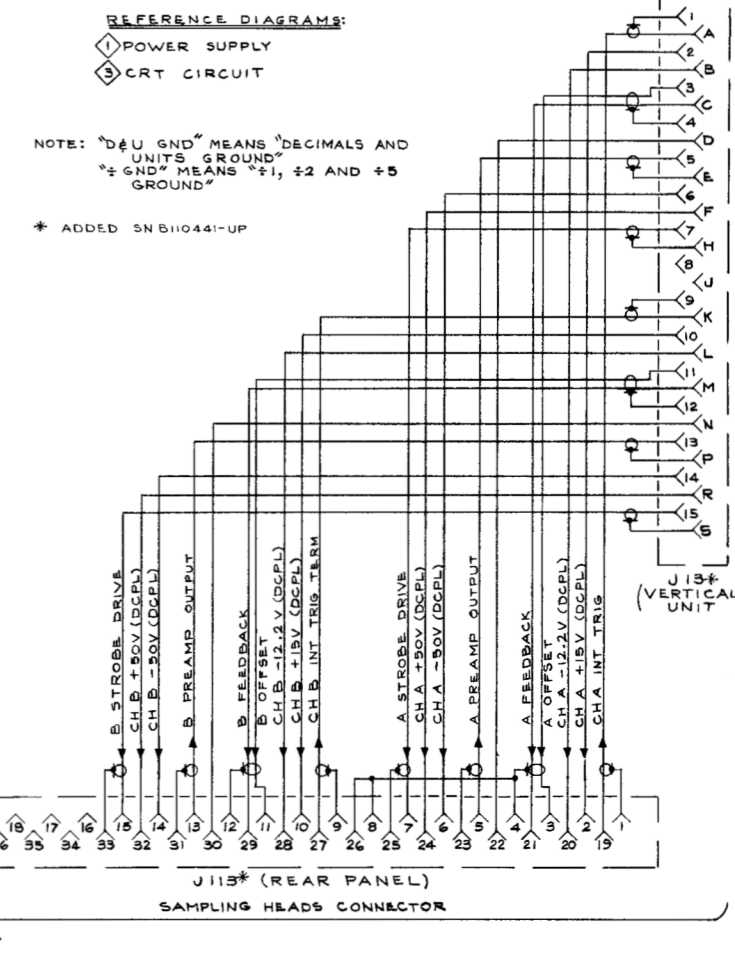 REFERENCE DIAGRAMS:
1 POWER SUPPLY
3 CRT CIRCUIT
NOTE: "D&U GND" MEANS "DECIMALS AND
UNITS GROUND"
"÷ GND" MEANS "÷1, ÷2 AND ÷5
GROUND"
* ADDED SN B110441-UP
1
A
2
B
3
C
4
D
5
E
6
F
7
H
8
J
9
K
10
L
11
M
12
N
13
P
14
R
15
S
J13*
(VERTICAL
UNIT
B STROBE DRIVE
CH B +50V (DCPL)
CH B -50V (DCPL)
B PREAMP OUTPUT
B FEEDBACK
B OFFSET
CH B -12.2V (DCPL)
CH B +15V (DCPL)
CH B INT TRIG TERM
A STROBE DRIVE
CH A +50V (DCPL)
CH A -50V (DCPL)
A PREAMP OUTPUT
A FEEDBACK
A OFFSET
CH A -12.2V (DCPL)
CH A +15V (DCPL)
CH A INT TRIG
18 17 16 15 14 13 12 11 10 9 8 7 6 5 4 3 2 1
6 35 34 33 32 31 30 29 28 27 26 25 24 23 22 21 20 19
J113* (REAR PANEL)
SAMPLING HEADS CONNECTOR